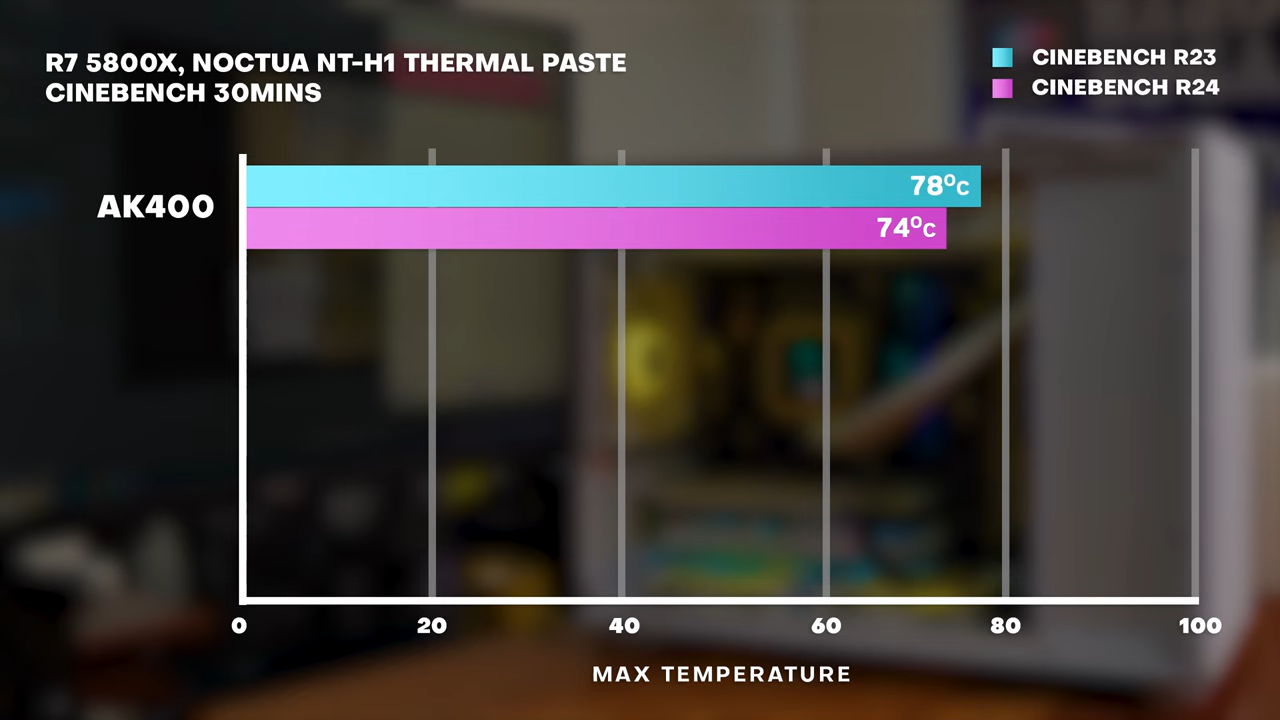 R7 5800X, NOCTUA NT-H1 THERMAL PASTE
CINEBENCH 30MINS
CINEBENCH R23
CINEBENCH R24
AK400
78°C
74°C
0 20 40 60 80 100
MAX TEMPERATURE